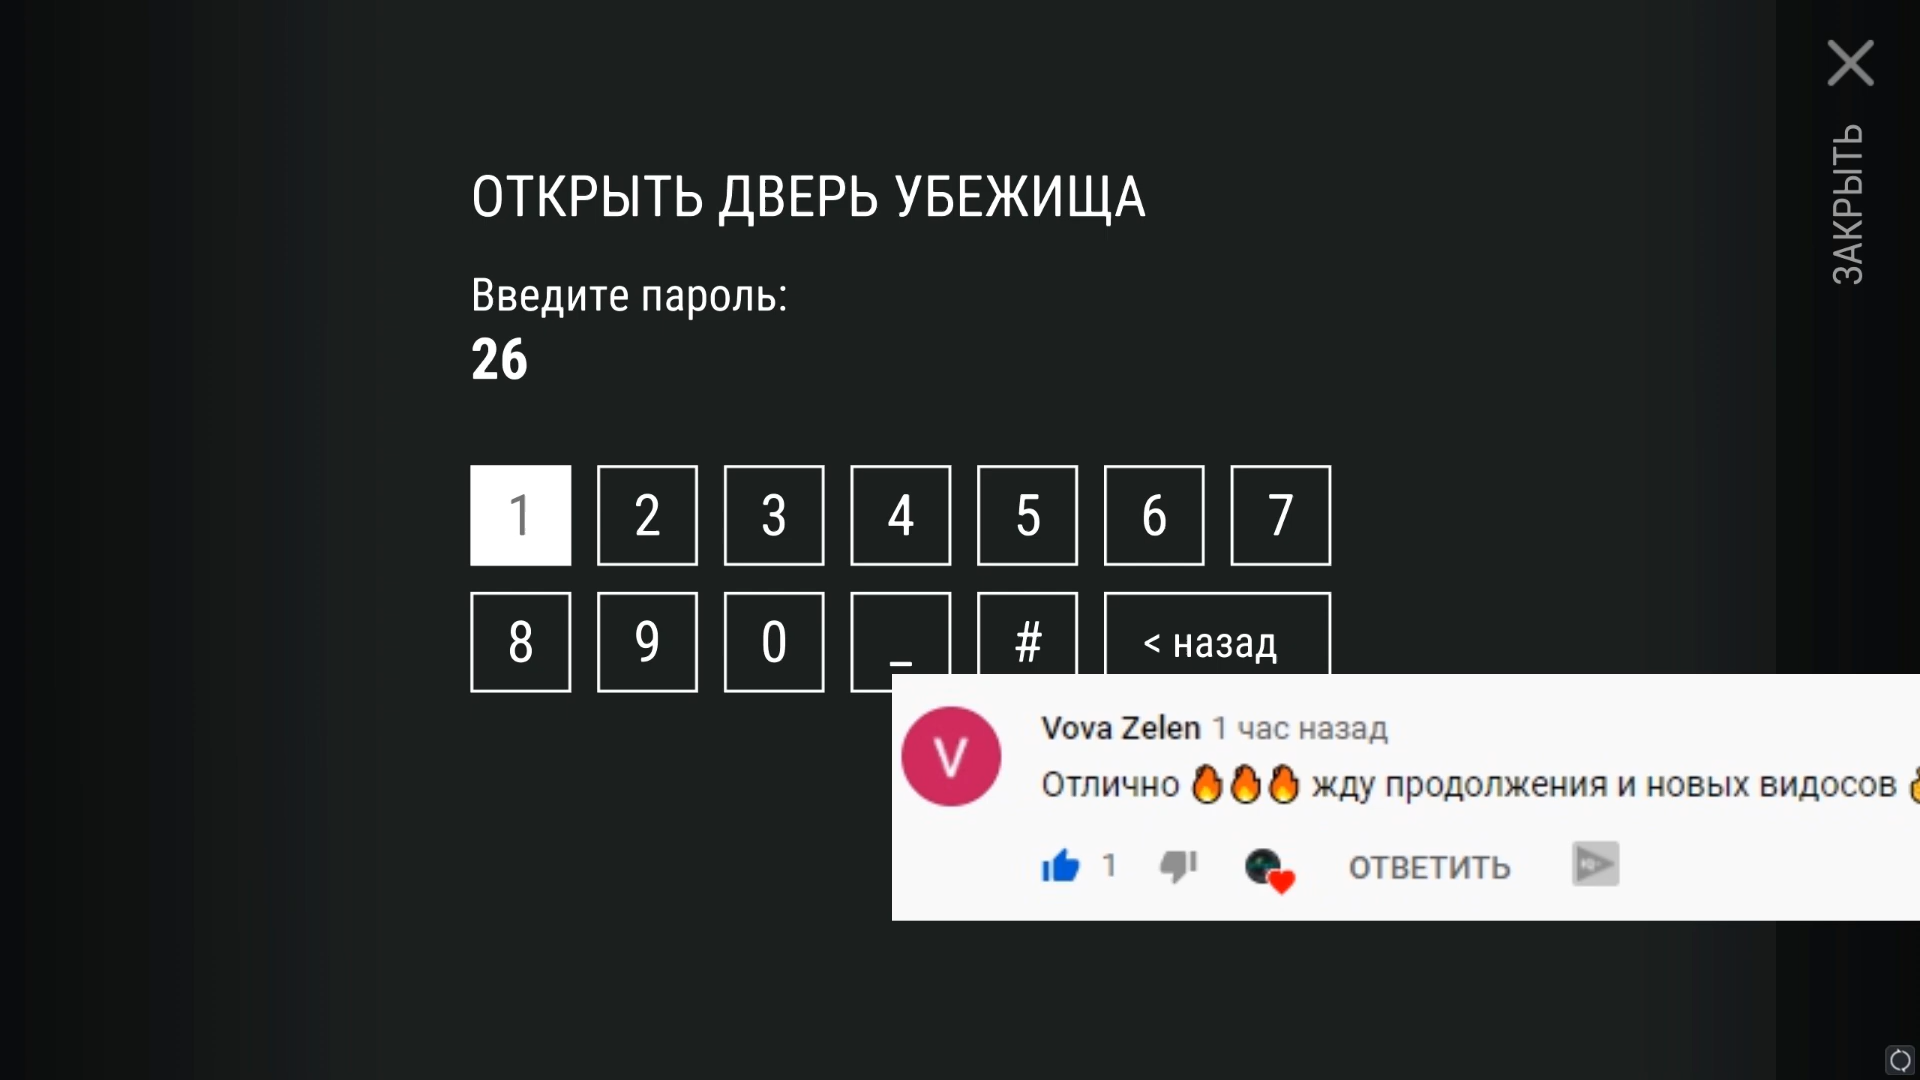 ЗАКРЫТЬ
ОТКРЫТЬ ДВЕРЬ УБЕЖИЩА
Введите пароль:
26
1 2 3 4 5 6 7
8 9 0 _ # < назад
V
Vova Zelen 1 час назад
Отлично 🔥🔥🔥 жду продолжения и новых видосов
1 ОТВЕТИТЬ